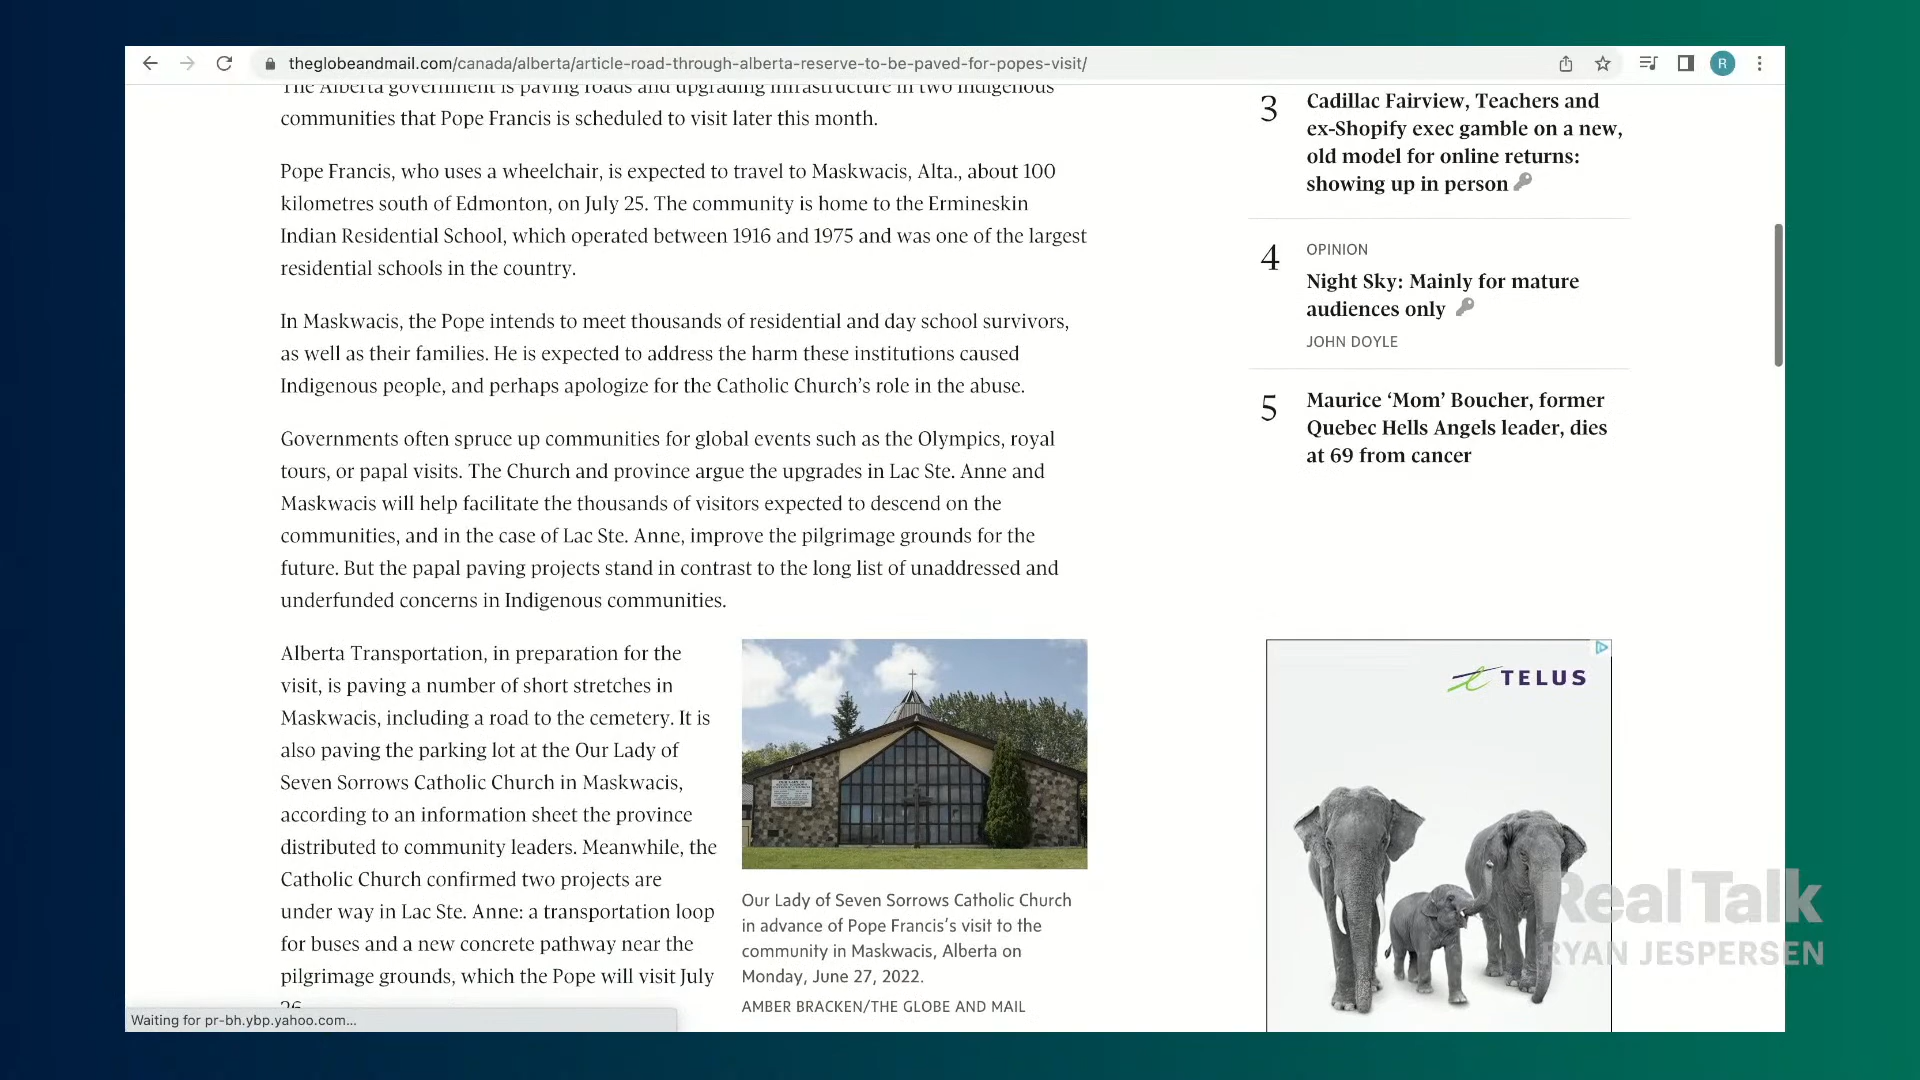 theglobeandmail.com/canada/alberta/article-road-through-alberta-reserve-to-be-paved-for-popes-visit/
R
The Alberta government is paving roads and upgrading infrastructure in two Indigenous
communities that Pope Francis is scheduled to visit later this month.
Pope Francis, who uses a wheelchair, is expected to travel to Maskwacis, Alta., about 100
kilometres south of Edmonton, on July 25. The community is home to the Ermineskin
Indian Residential School, which operated between 1916 and 1975 and was one of the largest
residential schools in the country.
In Maskwacis, the Pope intends to meet thousands of residential and day school survivors,
as well as their families. He is expected to address the harm these institutions caused
Indigenous people, and perhaps apologize for the Catholic Church’s role in the abuse.
Governments often spruce up communities for global events such as the Olympics, royal
tours, or papal visits. The Church and province argue the upgrades in Lac Ste. Anne and
Maskwacis will help facilitate the thousands of visitors expected to descend on the
communities, and in the case of Lac Ste. Anne, improve the pilgrimage grounds for the
future. But the papal paving projects stand in contrast to the long list of unaddressed and
underfunded concerns in Indigenous communities.
Alberta Transportation, in preparation for the
visit, is paving a number of short stretches in
Maskwacis, including a road to the cemetery. It is
also paving the parking lot at the Our Lady of
Seven Sorrows Catholic Church in Maskwacis,
according to an information sheet the province
distributed to community leaders. Meanwhile, the
Catholic Church confirmed two projects are
under way in Lac Ste. Anne: a transportation loop
for buses and a new concrete pathway near the
pilgrimage grounds, which the Pope will visit July
26.
Our Lady of Seven Sorrows Catholic Church
in advance of Pope Francis’s visit to the
community in Maskwacis, Alberta on
Monday, June 27, 2022.
AMBER BRACKEN/THE GLOBE AND MAIL
3
Cadillac Fairview, Teachers and
ex-Shopify exec gamble on a new,
old model for online returns:
showing up in person
4
OPINION
Night Sky: Mainly for mature
audiences only
JOHN DOYLE
5
Maurice ‘Mom’ Boucher, former
Quebec Hells Angels leader, dies
at 69 from cancer
TELUS
Real Talk
RYAN JESPERSEN
Waiting for pr-bh.ybp.yahoo.com...